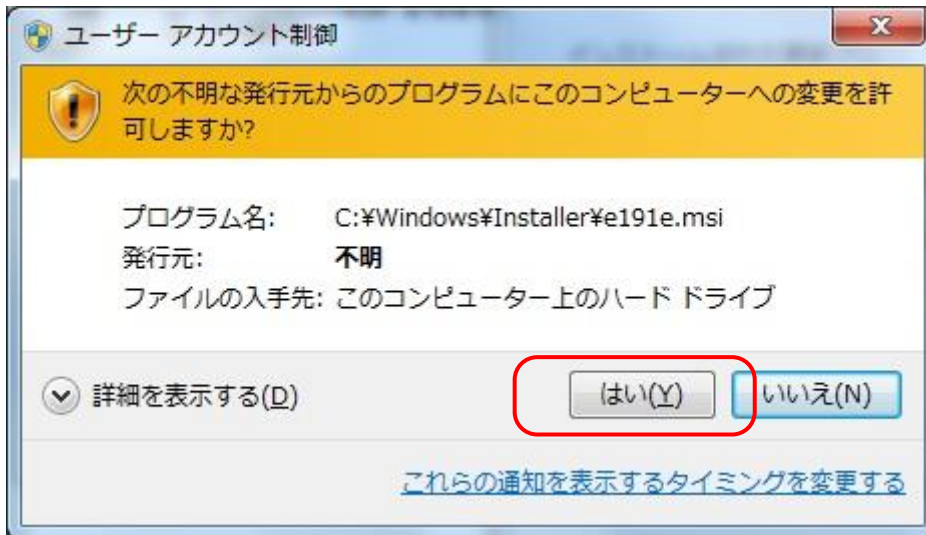 ユーザー アカウント制御
次の不明な発行元からのプログラムにこのコンピューターへの変更を許
可しますか?
プログラム名: C:¥Windows¥Installer¥e191e.msi
発行元: 不明
ファイルの入手先: このコンピューター上のハード ドライブ
詳細を表示する(D) はい(Y) いいえ(N)
これらの通知を表示するタイミングを変更する